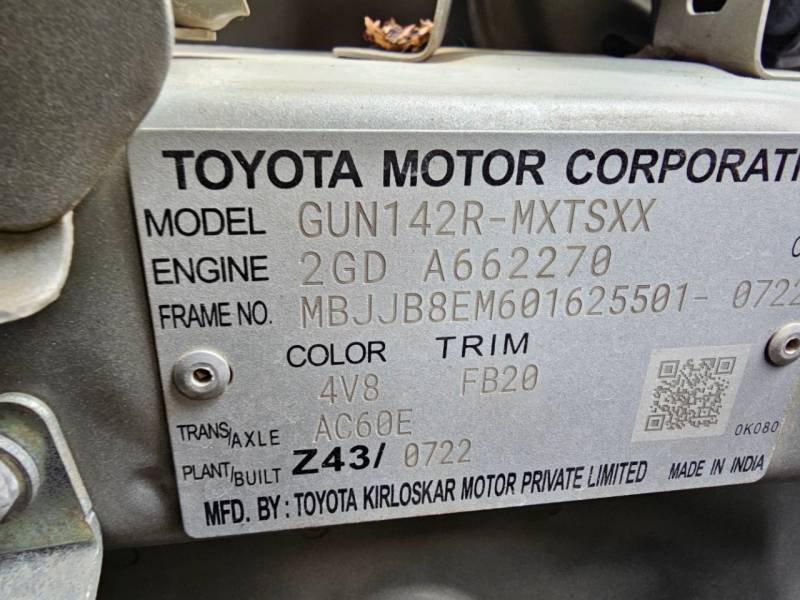 TOYOTA MOTOR CORPORATI
MODEL GUN142R-MXTSXX
ENGINE 2GD A662270
FRAME NO. MBJJB8EM601625501- 0722
COLOR TRIM
4V8 FB20
TRANS/AXLE AC60E
PLANT/BUILT Z43/ 0722
0K080
MFD. BY : TOYOTA KIRLOSKAR MOTOR PRIVATE LIMITED MADE IN INDIA